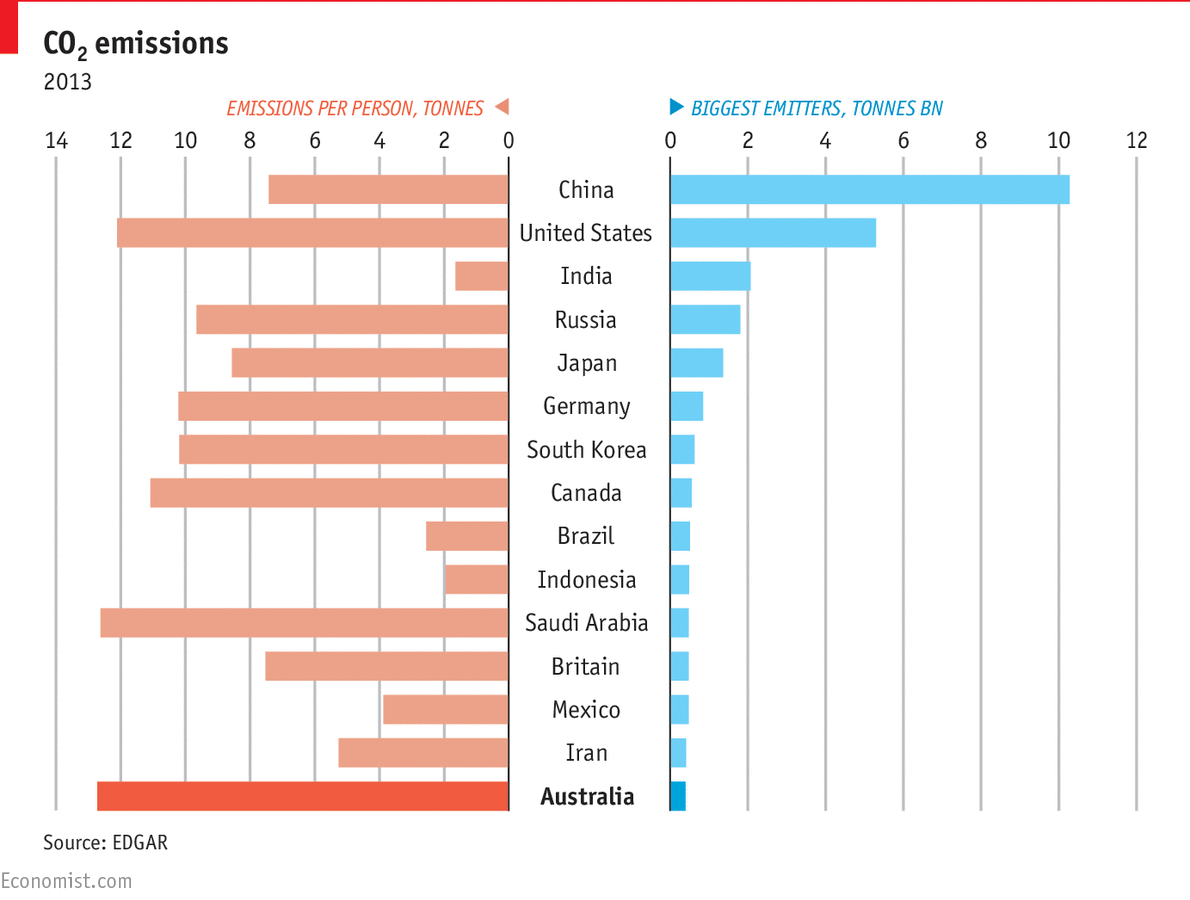 CO₂ emissions
2013
EMISSIONS PER PERSON, TONNES
BIGGEST EMITTERS, TONNES BN
14 12 10 8 6 4 2 0
0 2 4 6 8 10 12
China
United States
India
Russia
Japan
Germany
South Korea
Canada
Brazil
Indonesia
Saudi Arabia
Britain
Mexico
Iran
Australia
Source: EDGAR
Economist.com